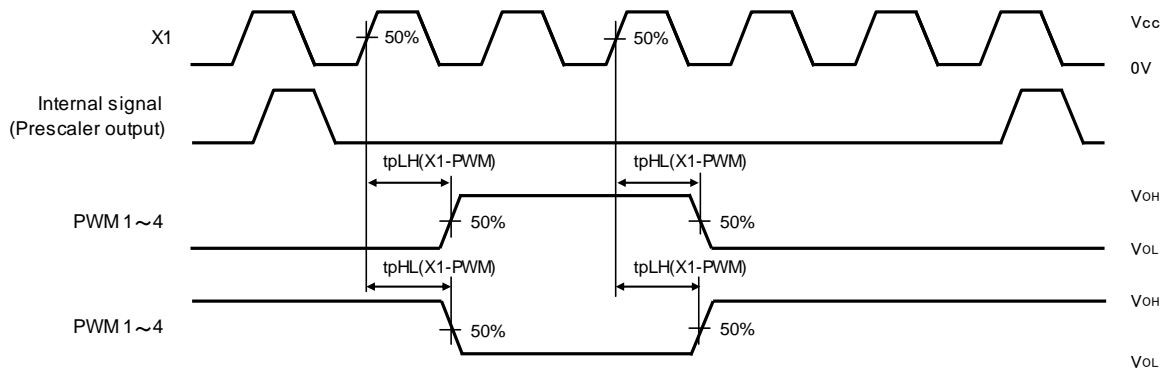 X1
50%
50%
Vcc
0V
Internal signal
(Prescaler output)
tpLH(X1-PWM)
tpHL(X1-PWM)
PWM 1～4
50%
50%
VOH
VOL
tpHL(X1-PWM)
tpLH(X1-PWM)
PWM 1～4
50%
50%
VOH
VOL